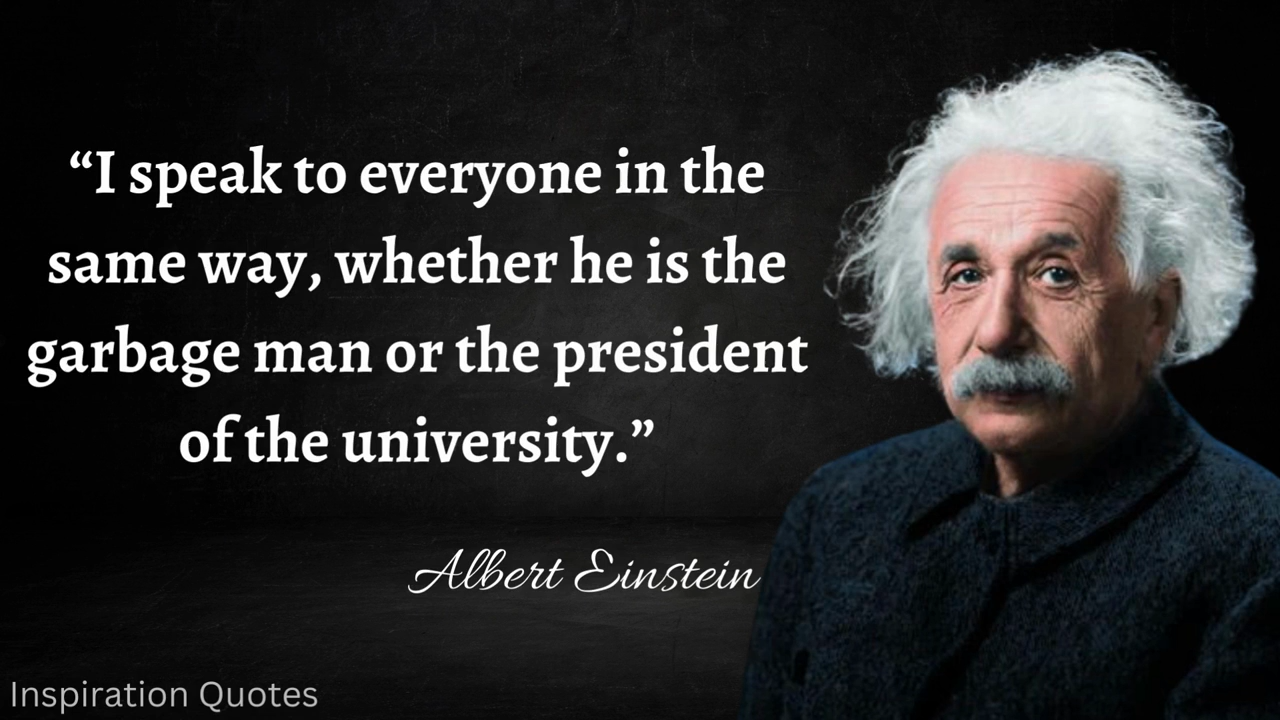 “I speak to everyone in the
same way, whether he is the
garbage man or the president
of the university.”
Albert Einstein
Inspiration Quotes